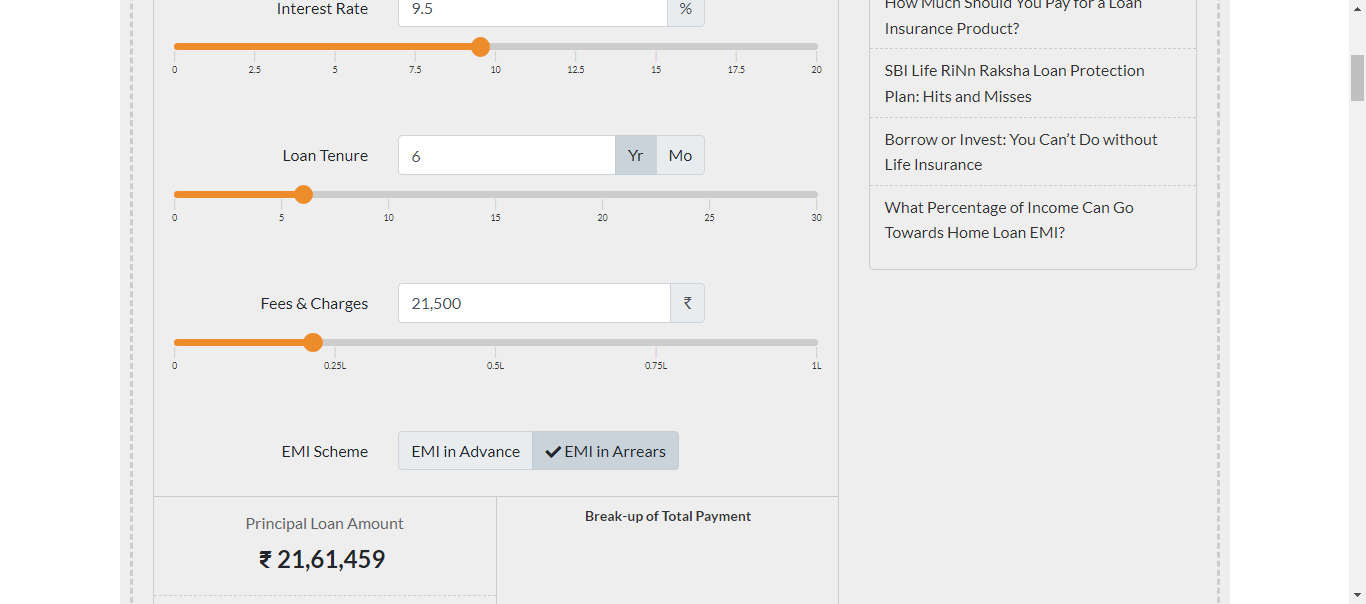 Interest Rate 9.5 %
0 2.5 5 7.5 10 12.5 15 17.5 20
Loan Tenure 6 Yr Mo
0 5 10 15 20 25 30
Fees & Charges 21,500 ₹
0 0.25L 0.5L 0.75L 1L
EMI Scheme EMI in Advance EMI in Arrears
Principal Loan Amount
₹ 21,61,459
Break-up of Total Payment
How Much Should You Pay for a Loan
Insurance Product?
SBI Life RiNn Raksha Loan Protection
Plan: Hits and Misses
Borrow or Invest: You Can’t Do without
Life Insurance
What Percentage of Income Can Go
Towards Home Loan EMI?